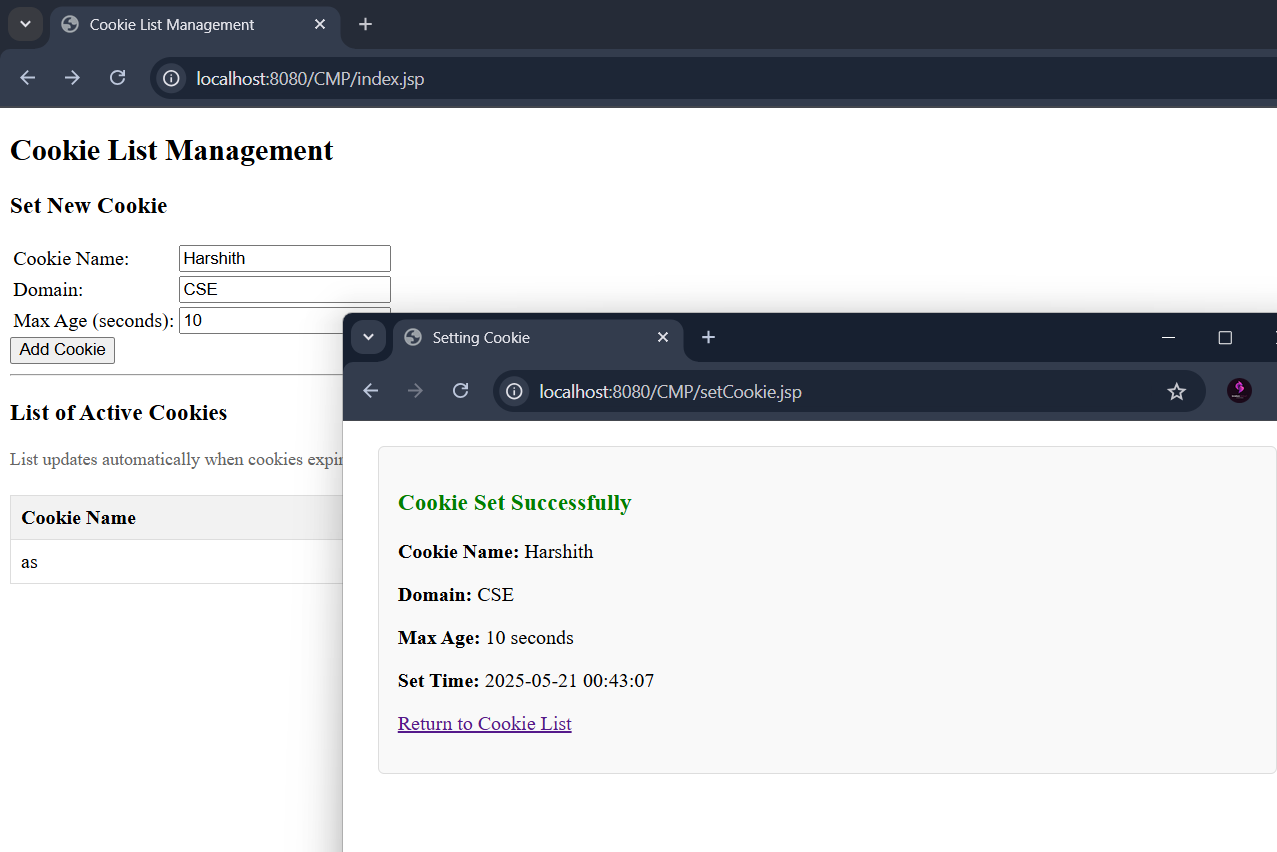 Cookie List Management
localhost:8080/CMP/index.jsp
Cookie List Management
Set New Cookie
Cookie Name: Harshith
Domain: CSE
Max Age (seconds): 10
Add Cookie
List of Active Cookies
List updates automatically when cookies
Cookie Name
as
Setting Cookie
localhost:8080/CMP/setCookie.jsp
Cookie Set Successfully
Cookie Name: Harshith
Domain: CSE
Max Age: 10 seconds
Set Time: 2025-05-21 00:43:07
Return to Cookie List